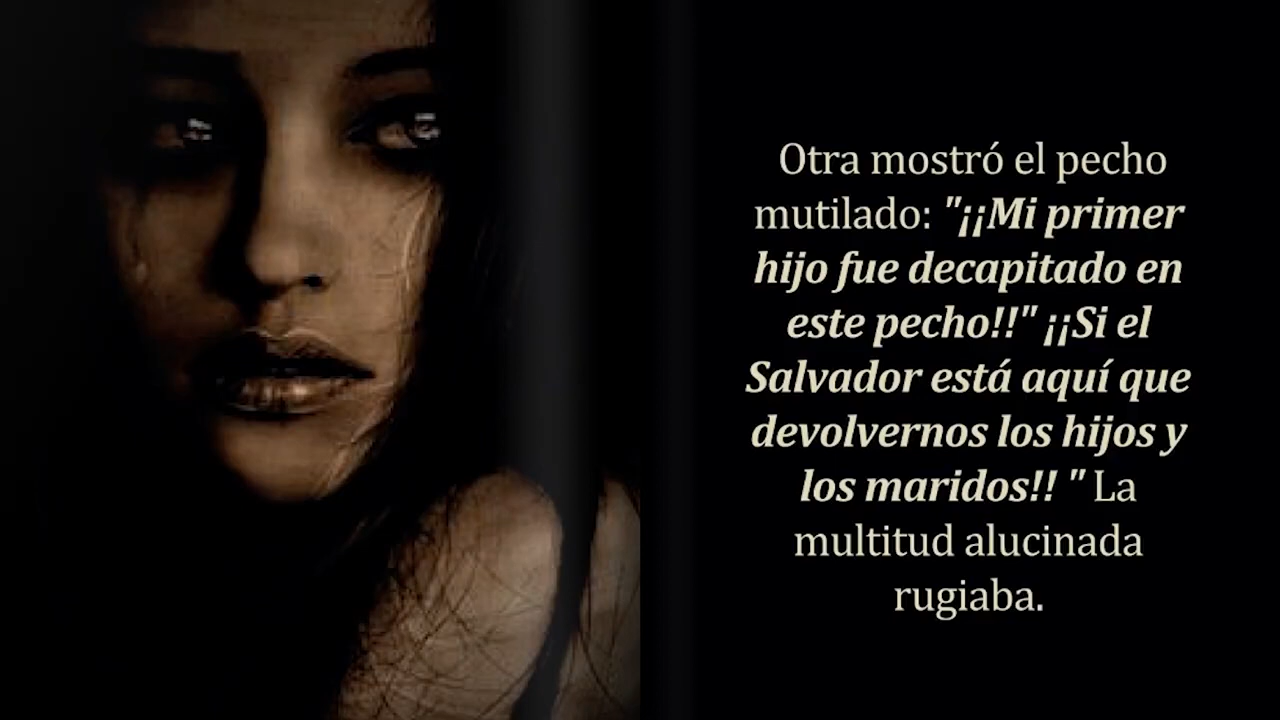 Otra mostró el pecho
mutilado: "¡¡Mi primer
hijo fue decapitado en
este pecho!!" ¡¡Si el
Salvador está aquí que
devolvernos los hijos y
los maridos!! " La
multitud alucinada
rugiaba.